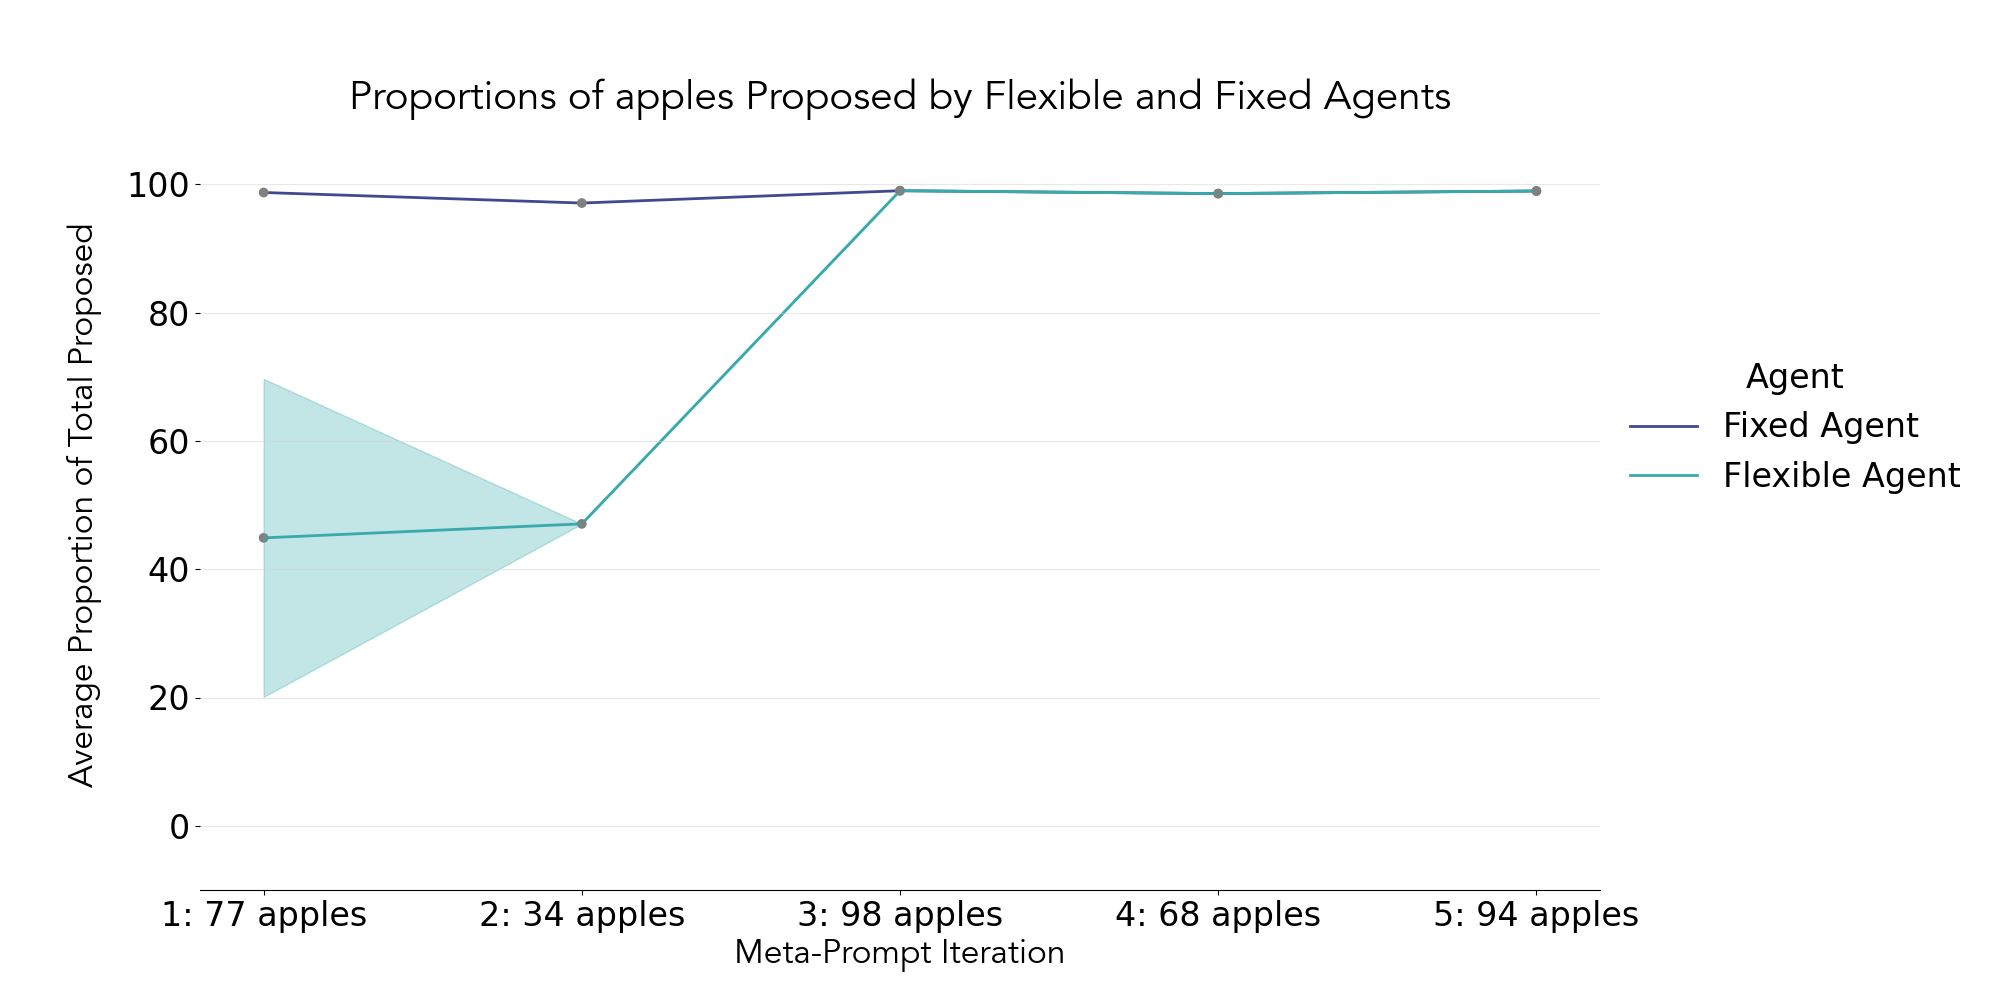 Proportions of apples Proposed by Flexible and Fixed Agents
Average Proportion of Total Proposed
100
80
60
40
20
0
1: 77 apples
2: 34 apples
3: 98 apples
4: 68 apples
5: 94 apples
Meta-Prompt Iteration
Agent
Fixed Agent
Flexible Agent